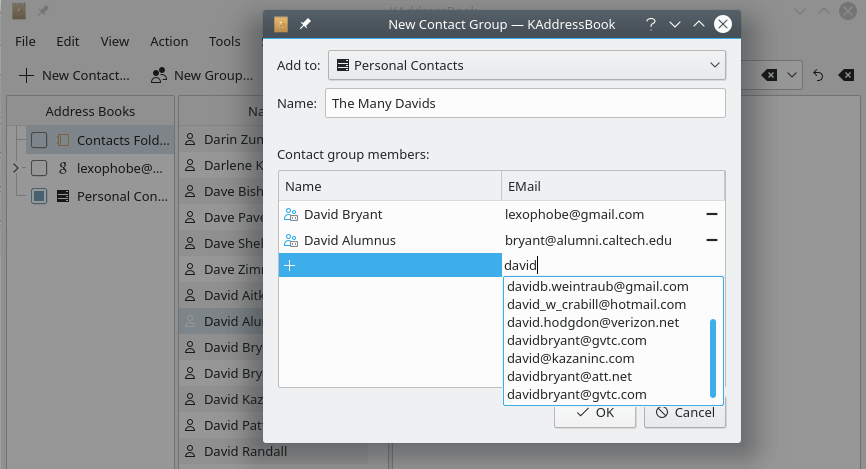 KAddressBook
New Contact Group — KAddressBook
File Edit View Action Tools
Add to: Personal Contacts
New Contact... New Group...
Name: The Many Davids
Address Books
Na
Contacts Fold...
lexophobe@...
Personal Con...
Darin Zun
Darlene K
Dave Bish
Dave Pave
Dave Shel
Dave Zimi
David Aitk
David Alu
David Bry
David Bry
David Kaz
David Pat
David Randall
Contact group members:
Name EMail
David Bryant lexophobe@gmail.com
David Alumnus bryant@alumni.caltech.edu
david
davidb.weintraub@gmail.com
david_w_crabill@hotmail.com
david.hodgdon@verizon.net
davidbryant@gvtc.com
david@kazaninc.com
davidbryant@att.net
davidbryant@gvtc.com
OK Cancel